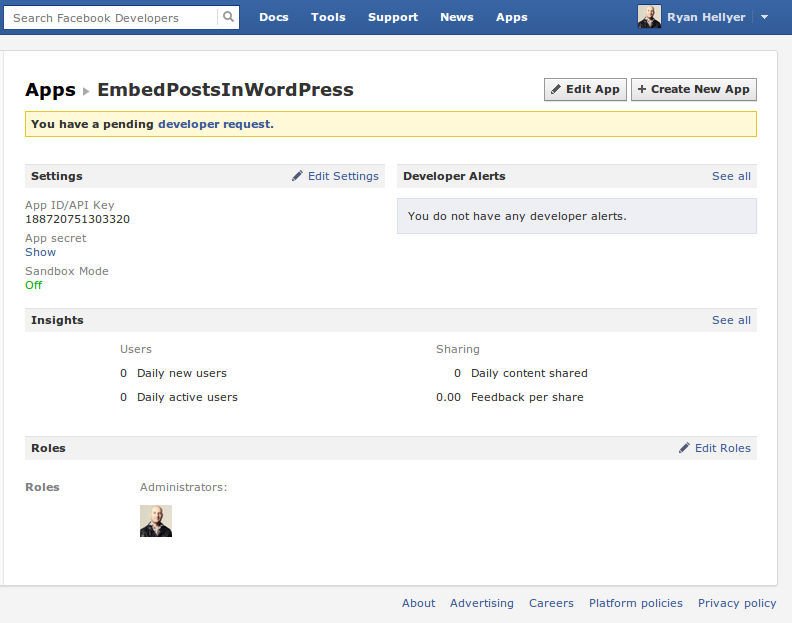 Search Facebook Developers Docs Tools Support News Apps Ryan Hellyer
Apps EmbedPostsInWordPress Edit App + Create New App
You have a pending developer request.
Settings Edit Settings
App ID/API Key
188720751303320
App secret
Show
Sandbox Mode
Off
Developer Alerts See all
You do not have any developer alerts.
Insights See all
Users
0 Daily new users
0 Daily active users
Sharing
0 Daily content shared
0.00 Feedback per share
Roles Edit Roles
Roles Administrators:
About Advertising Careers Platform policies Privacy policy